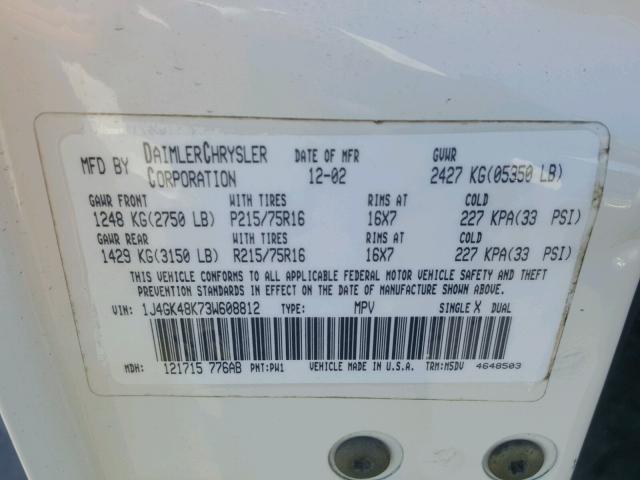 MFD BY DAIMLERCHRYSLER CORPORATION DATE OF MFR 12-02 GVWR 2427 KG(05350 LB)
GAWR FRONT WITH TIRES RIMS AT COLD
1248 KG(2750 LB) P215/75R16 16X7 227 KPA(33 PSI)
GAWR REAR WITH TIRES RIMS AT COLD
1429 KG(3150 LB) R215/75R16 16X7 227 KPA(33 PSI)
THIS VEHICLE CONFORMS TO ALL APPLICABLE FEDERAL MOTOR VEHICLE SAFETY AND THEFT
PREVENTION STANDARDS IN EFFECT ON THE DATE OF MANUFACTURE SHOWN ABOVE.
VIN: 1J4GK48K73W608812 TYPE: MPV SINGLE X DUAL
MDH: 121715 776AB PNT:PW1 VEHICLE MADE IN U.S.A. TRM:M5DV 4648503